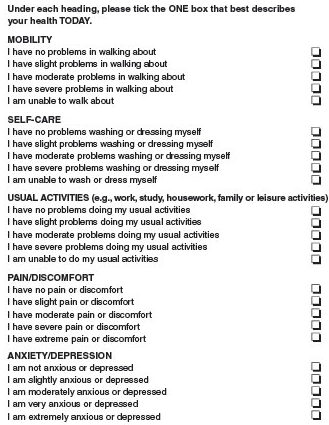 Under each heading, please tick the ONE box that best describes
your health TODAY.
MOBILITY
I have no problems in walking about
I have slight problems in walking about
I have moderate problems in walking about
I have severe problems in walking about
I am unable to walk about
SELF-CARE
I have no problems washing or dressing myself
I have slight problems washing or dressing myself
I have moderate problems washing or dressing myself
I have severe problems washing or dressing myself
I am unable to wash or dress myself
USUAL ACTIVITIES (e.g., work, study, housework, family or leisure activities)
I have no problems doing my usual activities
I have slight problems doing my usual activities
I have moderate problems doing my usual activities
I have severe problems doing my usual activities
I am unable to do my usual activities
PAIN/DISCOMFORT
I have no pain or discomfort
I have slight pain or discomfort
I have moderate pain or discomfort
I have severe pain or discomfort
I have extreme pain or discomfort
ANXIETY/DEPRESSION
I am not anxious or depressed
I am slightly anxious or depressed
I am moderately anxious or depressed
I am very anxious or depressed
I am extremely anxious or depressed